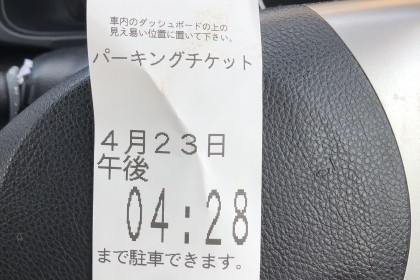 車内のダッシュボードの上の
見え易い位置に置いて下さい。
パーキングチケット
4月23日
午後
04:28
まで駐車できます。